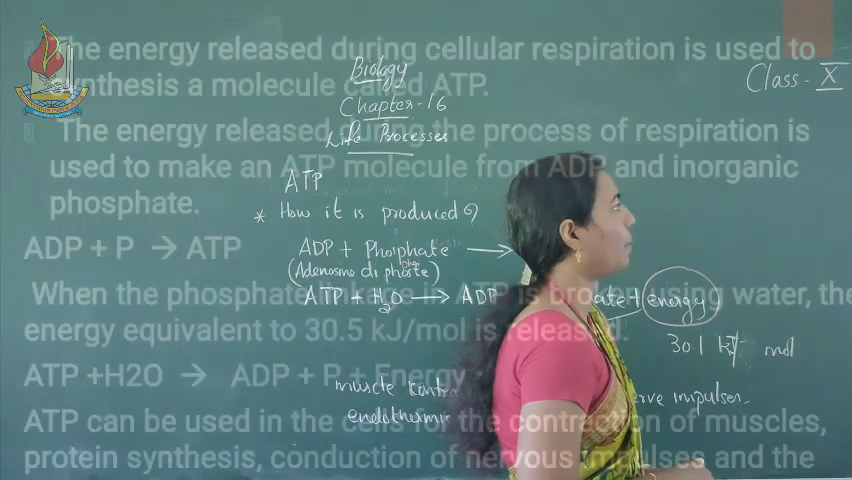 The energy released during cellular respiration is used to
synthesis a molecule called ATP.
The energy released during the process of respiration is
used to make an ATP molecule from ADP and inorganic
phosphate.
ADP + P → ATP
When the phosphate using water, the
energy equivalent to 30.5 kJ/mol is released.
ATP +H2O → ADP + P + Energy
ATP can be used in the cells for the contraction of muscles,
protein synthesis, conduction of nervous impulses and the
Biology
Chapter-16
Life Processes
Class - X
ATP
* How it is produced?
ADP + Phosphate →
(Adenosine di phosphate)
ATP + H2O → ADP ate + energy
30.1 kJ/ mol
muscle contra erve impulses.
endothermic